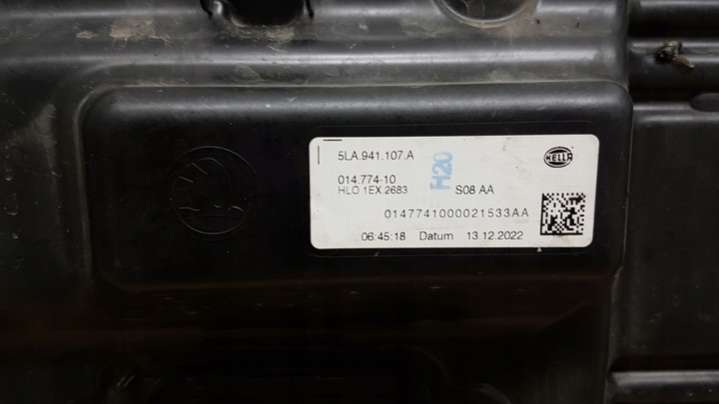 5LA.941.107.A
HELLA
014.774-10
HLO 1EX 2683
H20
S08 AA
0147741000021533AA
06:45:18 Datum 13.12.2022